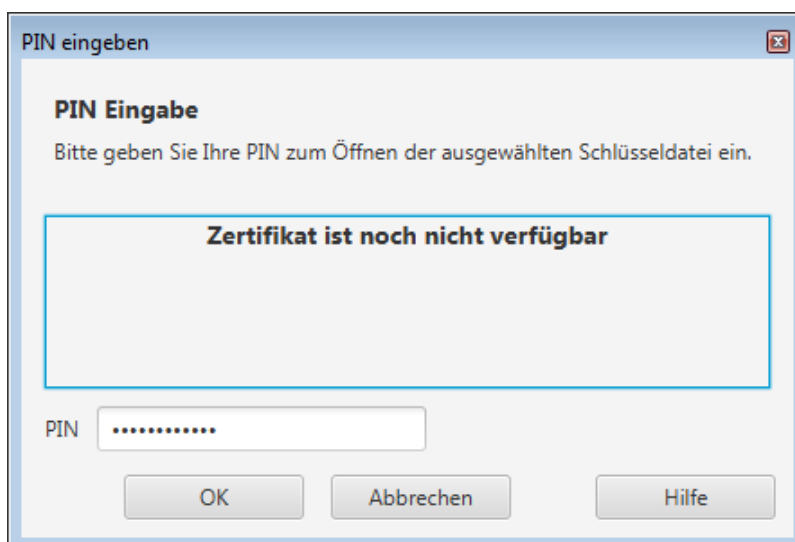 PIN eingeben
PIN Eingabe
Bitte geben Sie Ihre PIN zum Öffnen der ausgewählten Schlüsseldatei ein.
Zertifikat ist noch nicht verfügbar
PIN ••••••••••••
OK Abbrechen Hilfe